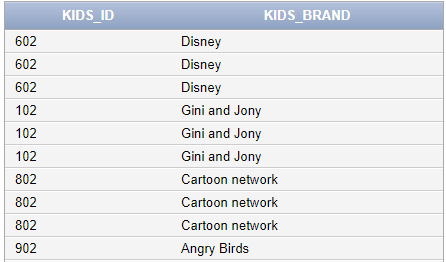 KIDS_ID KIDS_BRAND
602 Disney
602 Disney
602 Disney
102 Gini and Jony
102 Gini and Jony
102 Gini and Jony
802 Cartoon network
802 Cartoon network
802 Cartoon network
902 Angry Birds